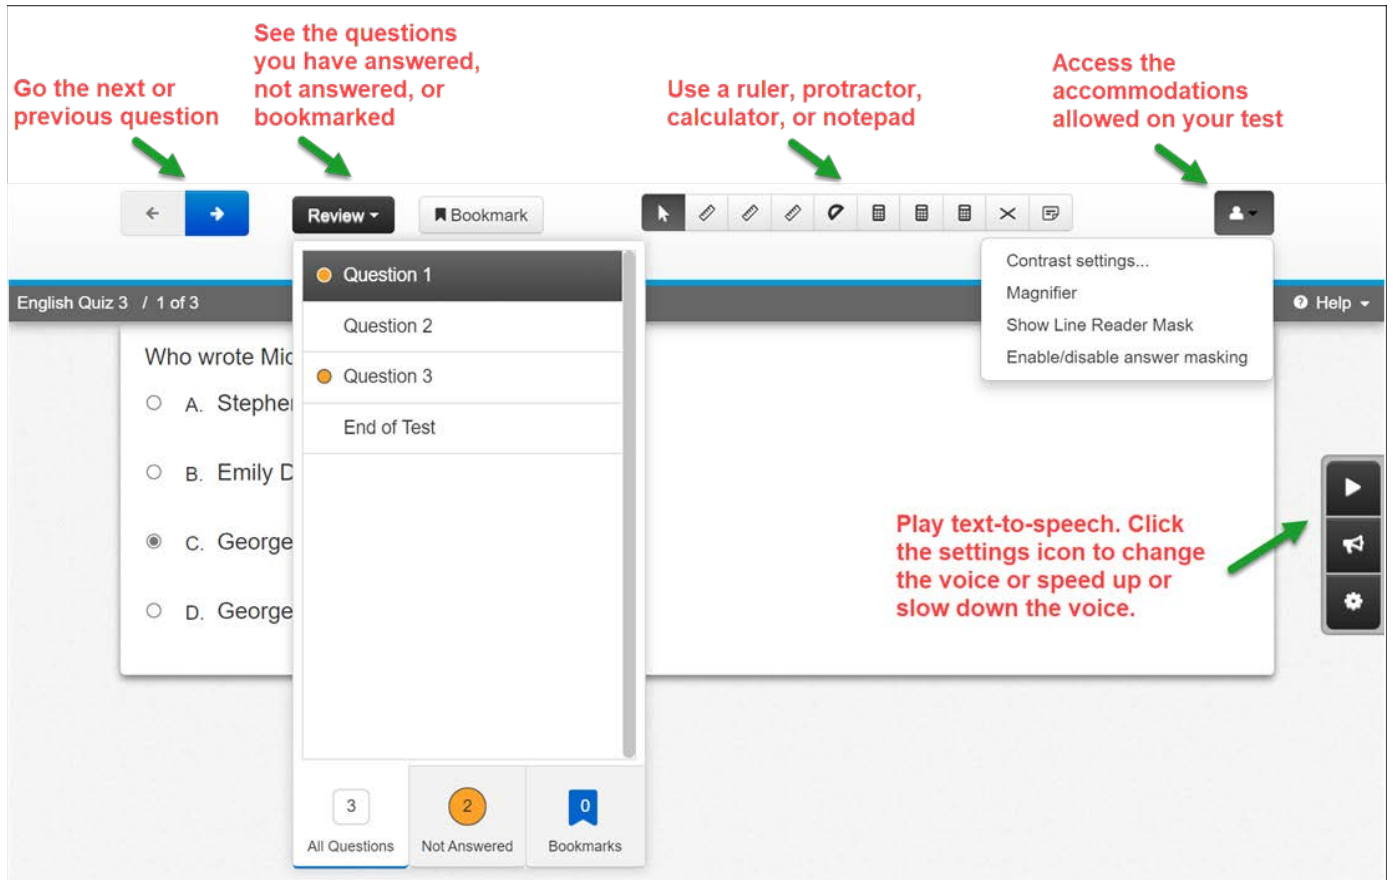 See the questions
you have answered,
not answered, or
bookmarked
Go the next or
previous question
Use a ruler, protractor,
calculator, or notepad
Access the
accommodations
allowed on your test
Review
Bookmark
Question 1
Question 2
Question 3
End of Test
3
All Questions
2
Not Answered
0
Bookmarks
Contrast settings...
Magnifier
Show Line Reader Mask
Enable/disable answer masking
English Quiz 3 / 1 of 3
Help
Who wrote Mic
A. Stephe
B. Emily D
C. George
D. George
Play text-to-speech. Click
the settings icon to change
the voice or speed up or
slow down the voice.